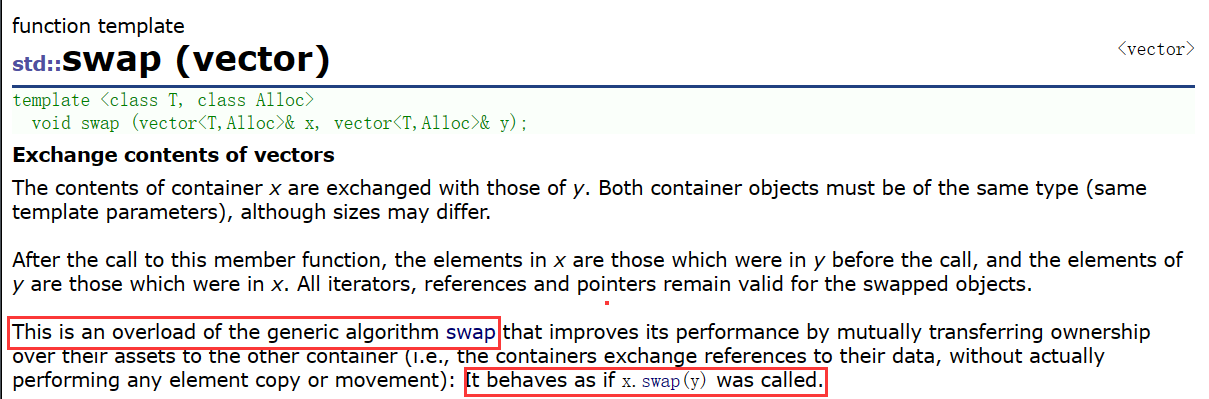 function template
<vector>
std::swap (vector)
template <class T, class Alloc>
void swap (vector<T,Alloc>& x, vector<T,Alloc>& y);
Exchange contents of vectors
The contents of container x are exchanged with those of y. Both container objects must be of the same type (same
template parameters), although sizes may differ.
After the call to this member function, the elements in x are those which were in y before the call, and the elements of
y are those which were in x. All iterators, references and pointers remain valid for the swapped objects.
This is an overload of the generic algorithm swap that improves its performance by mutually transferring ownership
over their assets to the other container (i.e., the containers exchange references to their data, without actually
performing any element copy or movement): It behaves as if x.swap(y) was called.